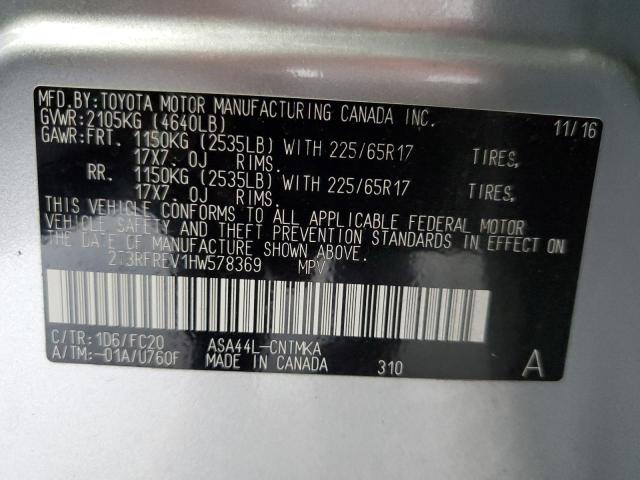 MFD.BY:TOYOTA MOTOR MANUFACTURING CANADA INC.
GVWR:2105KG (4640LB) 11/16
GAWR:FRT. 1150KG (2535LB) WITH 225/65R17 TIRES,
17X7.0J RIMS.
RR. 1150KG (2535LB) WITH 225/65R17 TIRES,
17X7.0J RIMS.
THIS VEHICLE CONFORMS TO ALL APPLICABLE FEDERAL MOTOR
VEHICLE SAFETY AND THEFT PREVENTION STANDARDS IN EFFECT ON
THE DATE OF MANUFACTURE SHOWN ABOVE.
2T3RFREV1HW578369 MPV
C/TR:1D6/FC20 ASA44L-CNTMKA
A/TM:-01A/U760F MADE IN CANADA 310 A